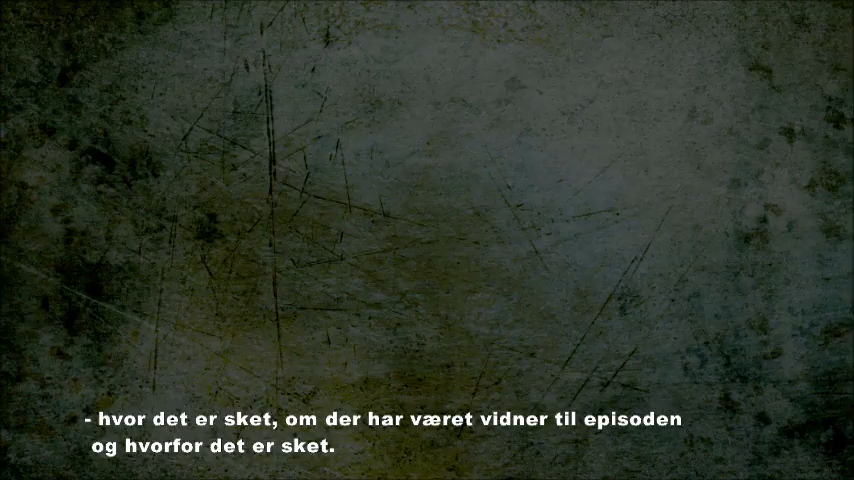 - hvor det er sket, om der har været vidner til episoden
og hvorfor det er sket.